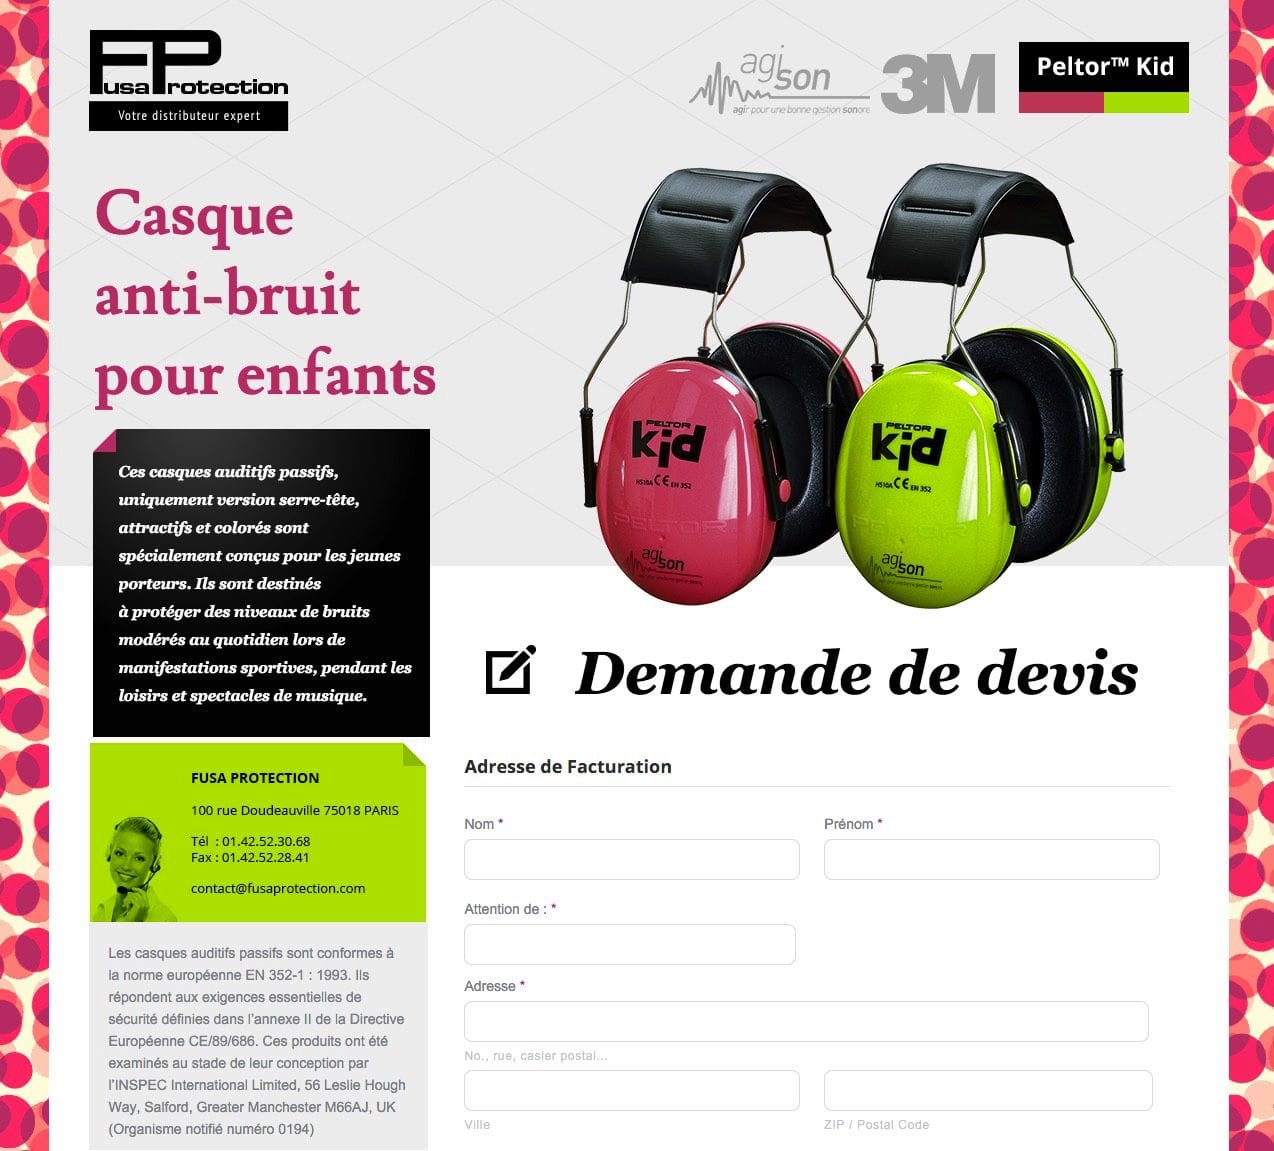 Fusa Protection
Votre distributeur expert
agison
agir pour une bonne gestion sonore
3M
Peltor™ Kid
Casque
anti-bruit
pour enfants
PELTOR
kid
H510A CE EN 352
PELTOR
agison
PELTOR
kid
H510A CE EN 352
PELTOR
agison
Ces casques auditifs passifs,
uniquement version serre-tête,
attractifs et colorés sont
spécialement conçus pour les jeunes
porteurs. Ils sont destinés
à protéger des niveaux de bruits
modérés au quotidien lors de
manifestations sportives, pendant les
loisirs et spectacles de musique.
Demande de devis
FUSA PROTECTION
100 rue Doudeauville 75018 PARIS
Tél : 01.42.52.30.68
Fax : 01.42.52.28.41
contact@fusaprotection.com
Les casques auditifs passifs sont conformes à
la norme européenne EN 352-1 : 1993. Ils
répondent aux exigences essentielles de
sécurité définies dans l'annexe II de la Directive
Européenne CE/89/686. Ces produits ont été
examinés au stade de leur conception par
l'INSPEC International Limited, 56 Leslie Hough
Way, Salford, Greater Manchester M66AJ, UK
(Organisme notifié numéro 0194)
Adresse de Facturation
Nom *
Prénom *
Attention de : *
Adresse *
No., rue, casier postal...
Ville
ZIP / Postal Code